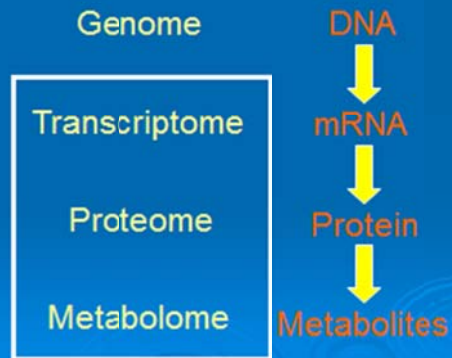 Genome DNA
Transcriptome mRNA
Proteome Protein
Metabolome Metabolites